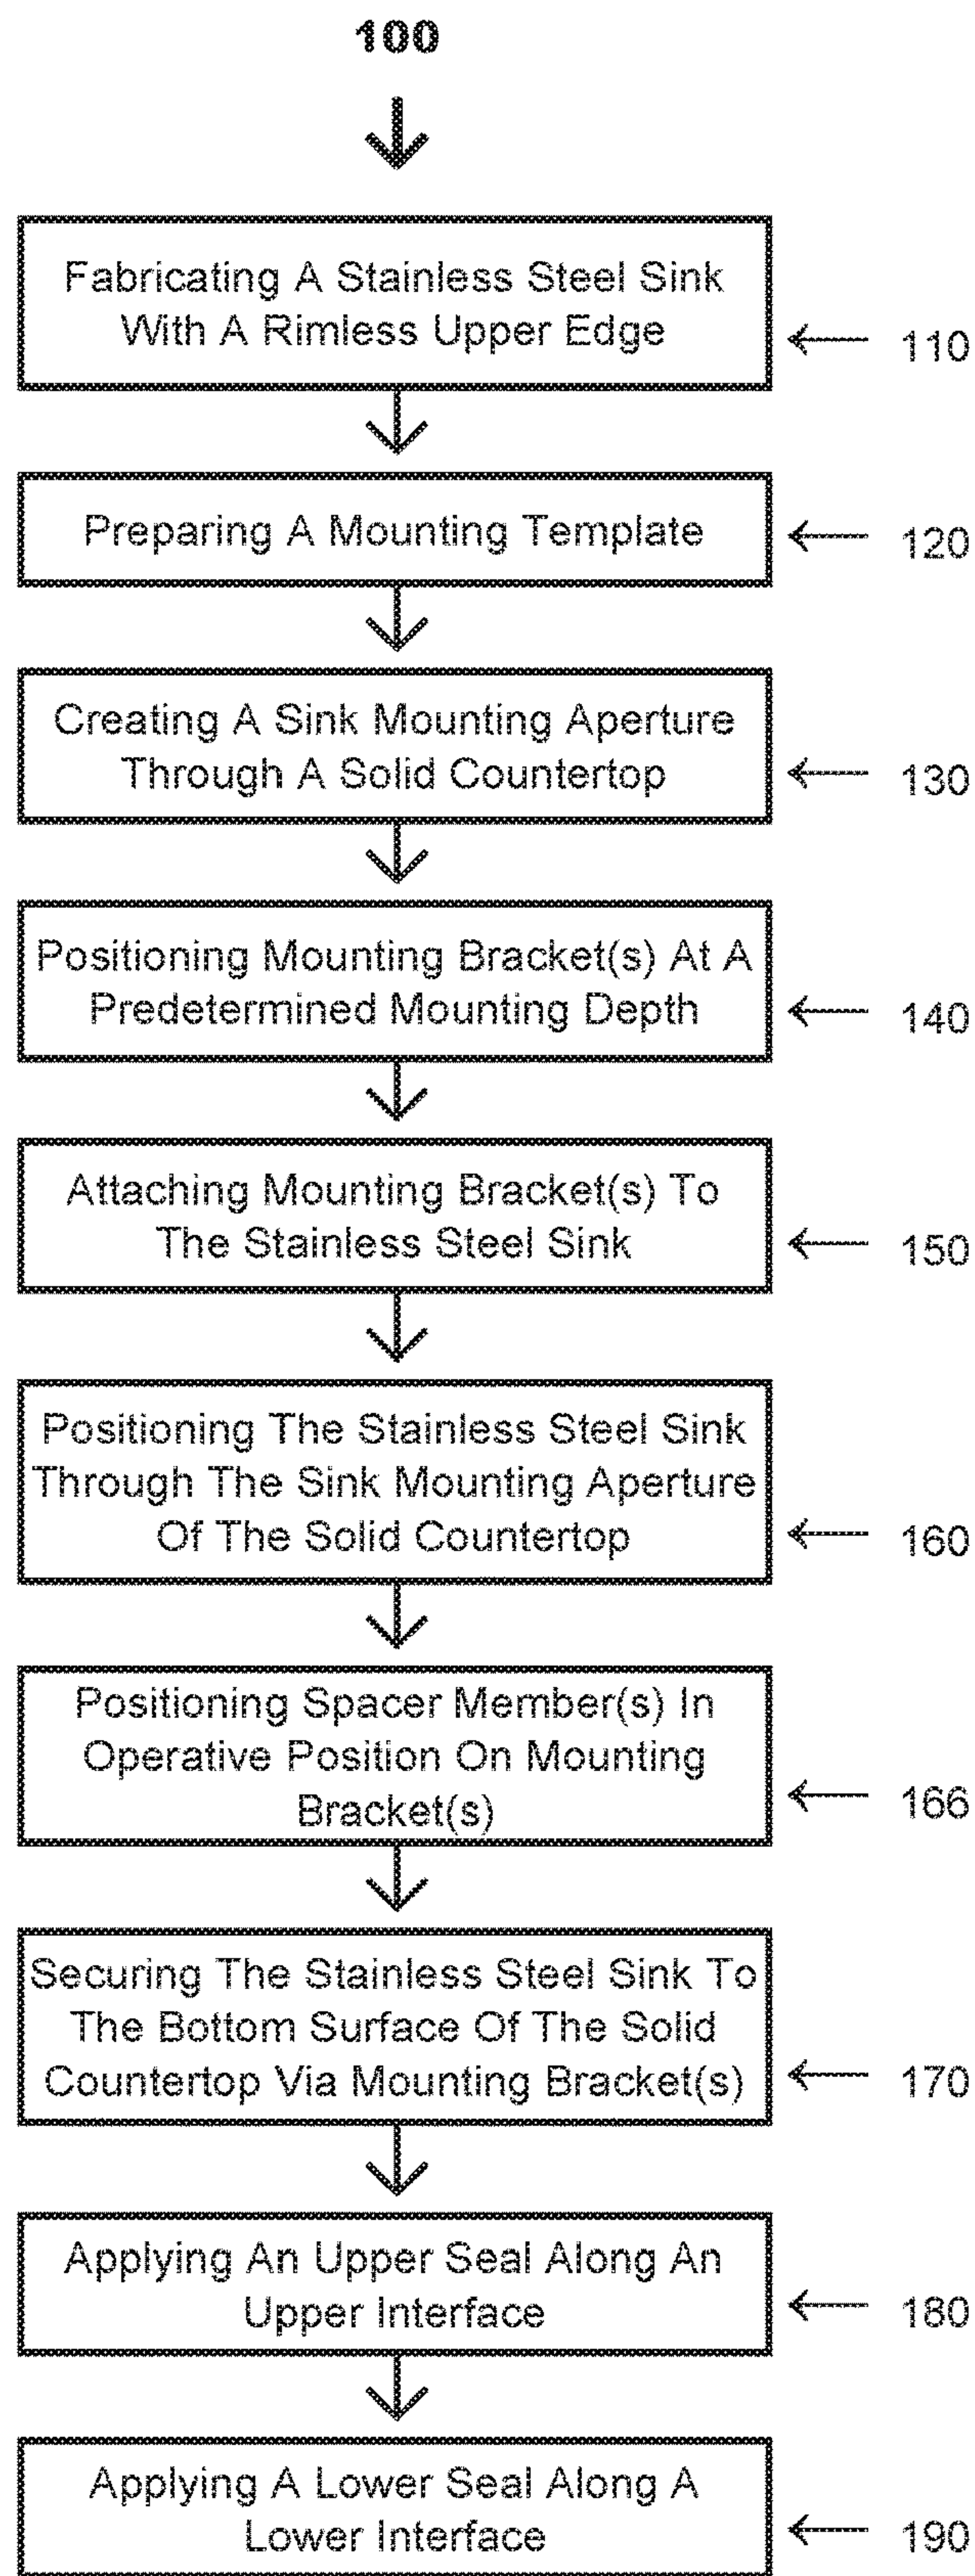 100
Fabricating A Stainless Steel Sink
With A Rimless Upper Edge
110
Preparing A Mounting Template
120
Creating A Sink Mounting Aperture
Through A Solid Countertop
130
Positioning Mounting Bracket(s) At A
Predetermined Mounting Depth
140
Attaching Mounting Bracket(s) To
The Stainless Steel Sink
150
Positioning The Stainless Steel Sink
Through The Sink Mounting Aperture
Of The Solid Countertop
160
Positioning Spacer Member(s) In
Operative Position On Mounting
Bracket(s)
166
Securing The Stainless Steel Sink To
The Bottom Surface Of The Solid
Countertop Via Mounting Bracket(s)
170
Applying An Upper Seal Along An
Upper Interface
180
Applying A Lower Seal Along A
Lower Interface
190